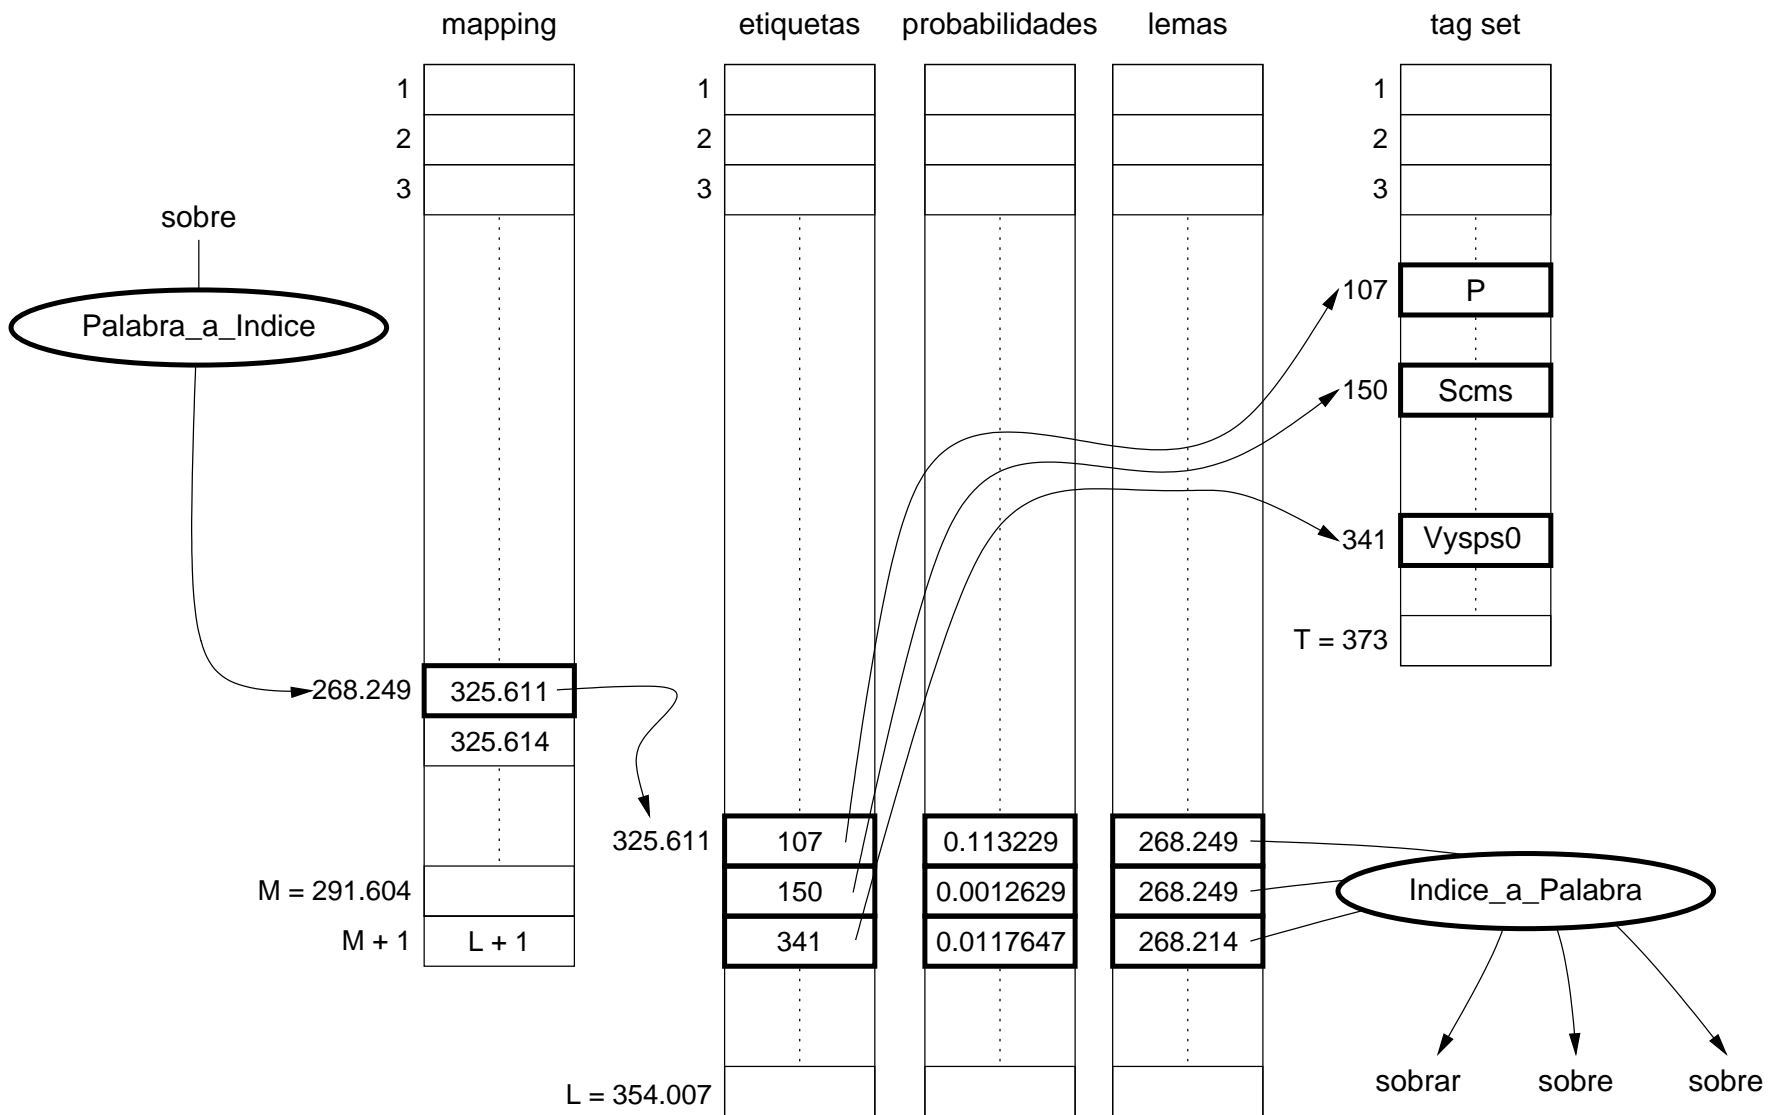 mapping etiquetas probabilidades lemas tag set
1 1 1
2 2 2
3 3 3
sobre
107 P
Palabra_a_Indice
150 Scms
341 Vysps0
T = 373
268.249 325.611
325.614
325.611 107 0.113229 268.249
M = 291.604 150 0.0012629 268.249 Indice_a_Palabra
M + 1 L + 1 341 0.0117647 268.214
sobrar sobre sobre
L = 354.007